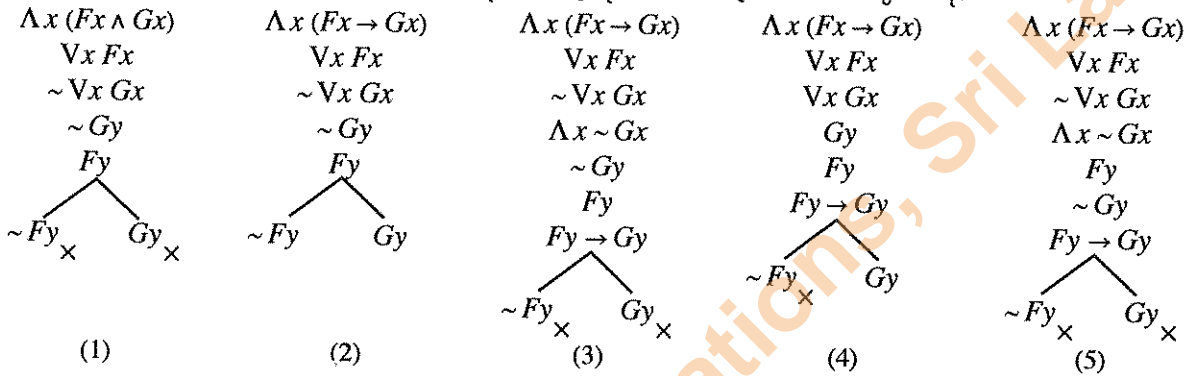 Λx (Fx ∧ Gx)
Vx Fx
~ Vx Gx
~ Gy
Fy
~ Fy × Gy ×
(1)
Λx (Fx → Gx)
Vx Fx
~ Vx Gx
~ Gy
Fy
~ Fy Gy
(2)
Λx (Fx → Gx)
Vx Fx
~ Vx Gx
Λx ~ Gx
~ Gy
Fy
Fy → Gy
~ Fy × Gy ×
(3)
Λx (Fx → Gx)
Vx Fx
Vx Gx
Gy
Fy
Fy → Gy
~ Fy × Gy
(4)
Λx (Fx → Gx)
Vx Fx
~ Vx Gx
Λx ~ Gx
Fy
~ Gy
Fy → Gy
~ Fy × Gy ×
(5)